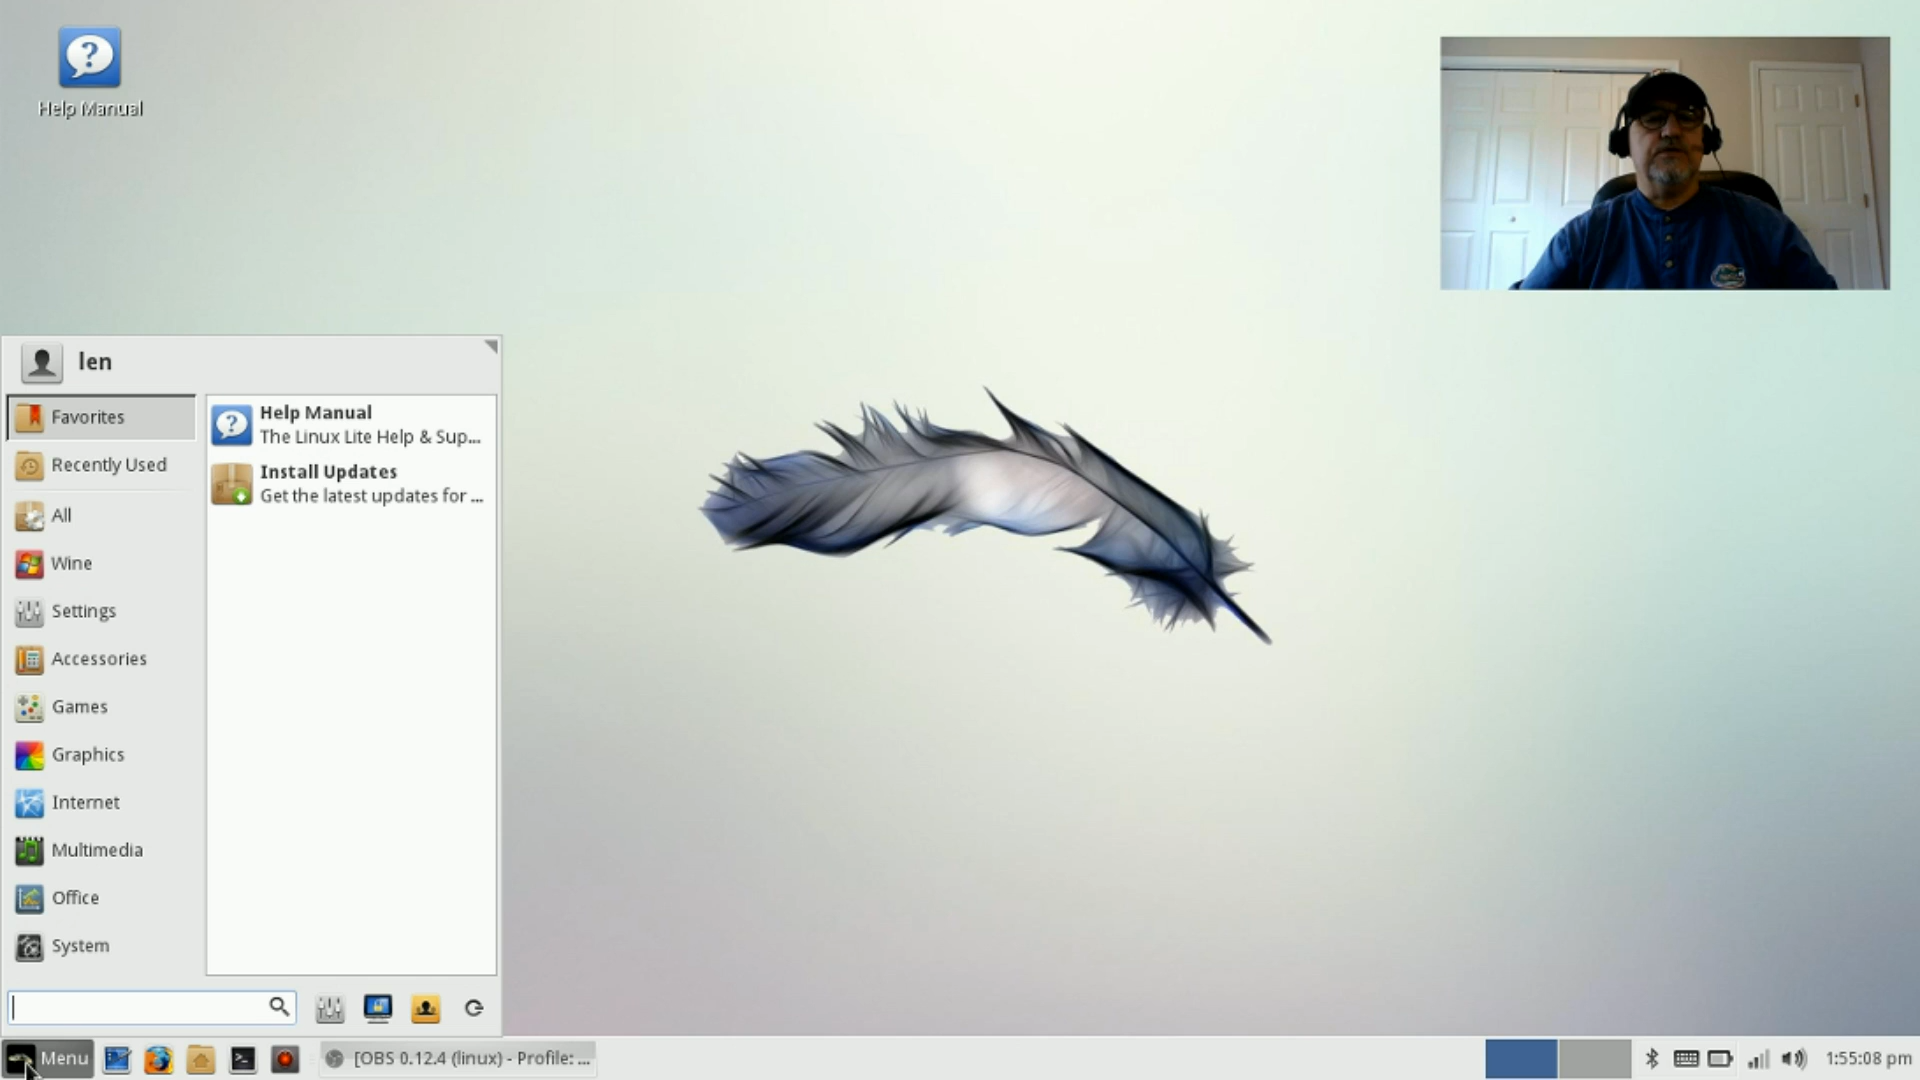 Help Manual
len
Favorites
Recently Used
All
Wine
Settings
Accessories
Games
Graphics
Internet
Multimedia
Office
System
Help Manual
The Linux Lite Help & Sup...
Install Updates
Get the latest updates for ...
Menu
[OBS 0.12.4 (linux) - Profile: ...
1:55:08 pm